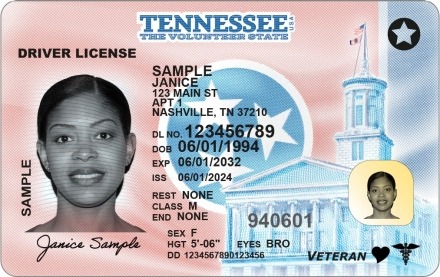 TENNESSEE USA
THE VOLUNTEER STATE
DRIVER LICENSE
SAMPLE
JANICE
123 MAIN ST
APT 1
NASHVILLE, TN 37210
DL NO. 123456789
DOB 06/01/1994
EXP 06/01/2032
ISS 06/01/2024
REST NONE
CLASS M
END NONE
940601
SEX F
HGT 5'-06" EYES BRO
DD 1234567890123456
SAMPLE
Janice Sample
VETERAN